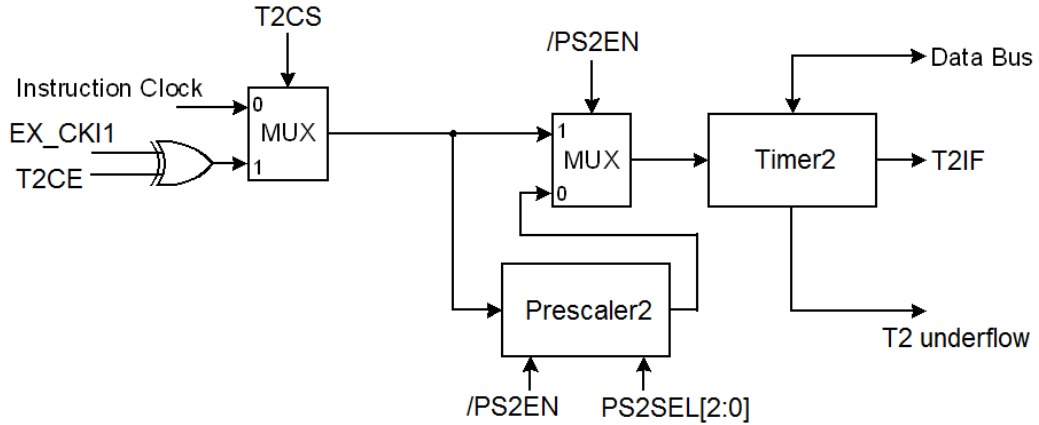 T2CS
/PS2EN
Data Bus
Instruction Clock
0
EX_CKI1
MUX
1
T2CE
1
MUX
0
Timer2
T2IF
Prescaler2
T2 underflow
/PS2EN
PS2SEL[2:0]